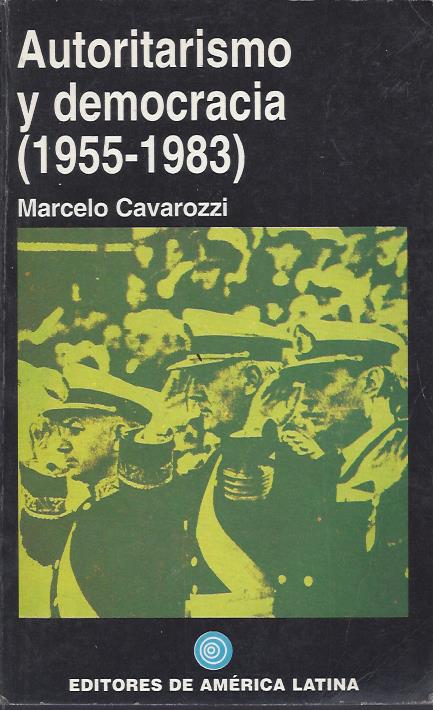 Autoritarismo
y democracia
(1955-1983)
Marcelo Cavarozzi
EDITORES DE AMÉRICA LATINA